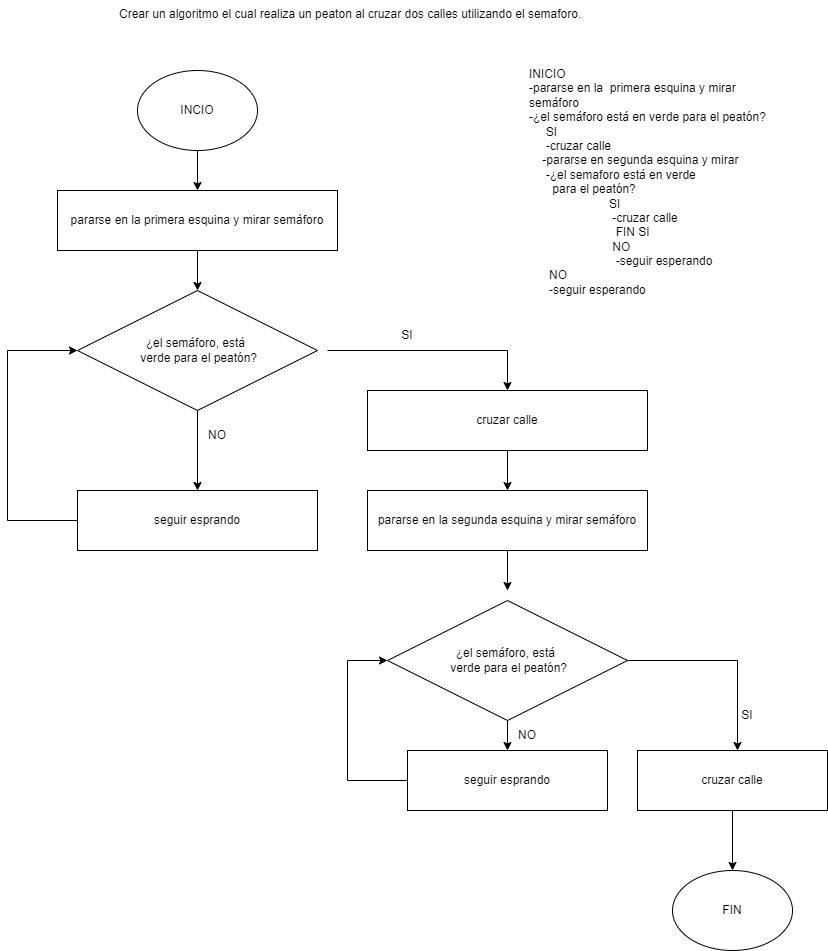 Crear un algoritmo el cual realiza un peaton al cruzar dos calles utilizando el semaforo.
INCIO
INICIO
-pararse en la primera esquina y mirar
semáforo
-¿el semáforo está en verde para el peatón?
SI
-cruzar calle
-pararse en segunda esquina y mirar
-¿el semaforo está en verde
para el peatón?
SI
-cruzar calle
FIN SI
NO
-seguir esperando
NO
-seguir esperando
pararse en la primera esquina y mirar semáforo
¿el semáforo, está
verde para el peatón?
SI
NO
cruzar calle
seguir esprando
pararse en la segunda esquina y mirar semáforo
¿el semáforo, está
verde para el peatón?
SI
NO
seguir esprando
cruzar calle
FIN